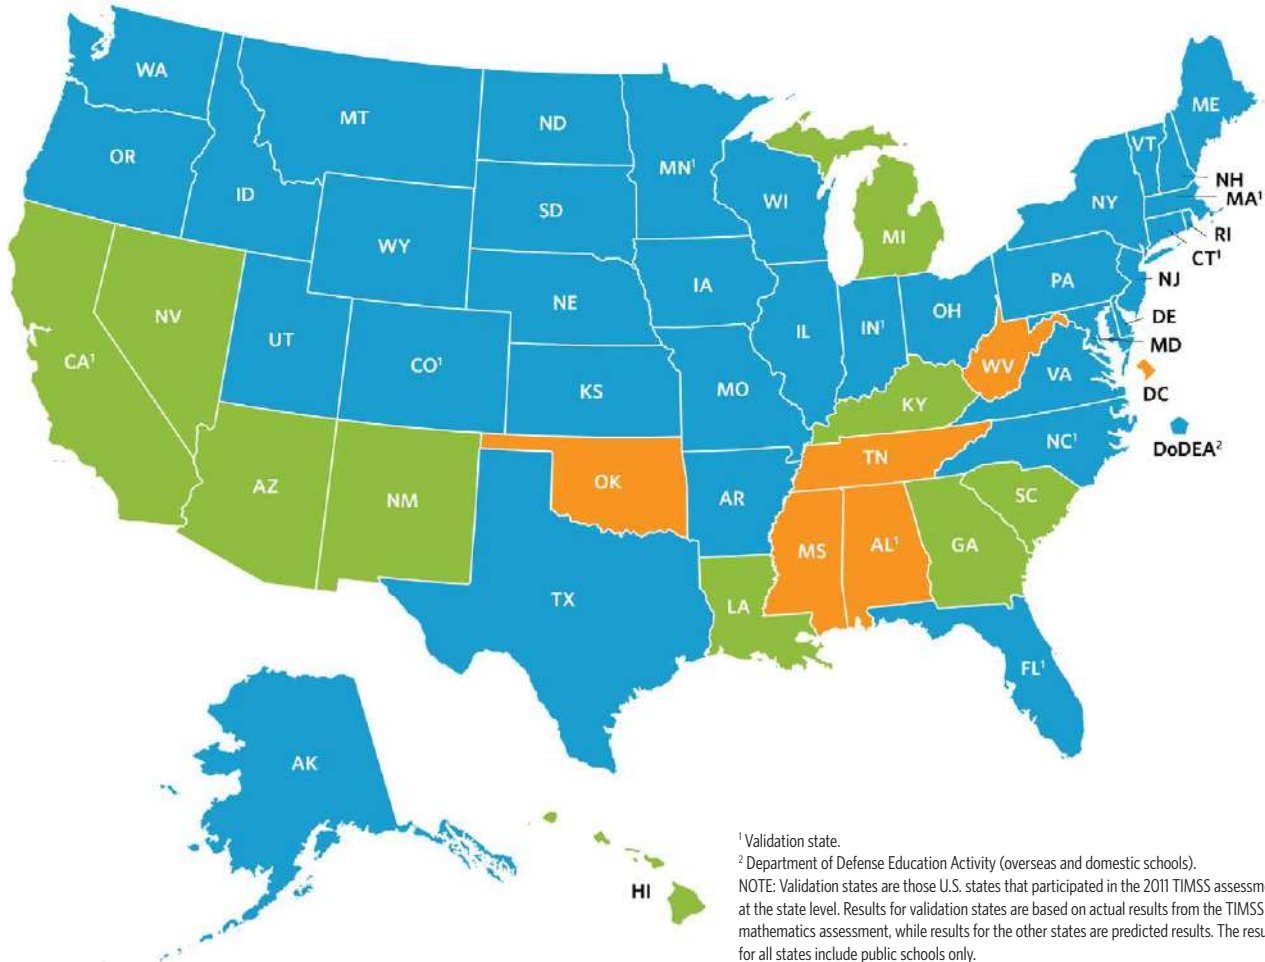 WA
MT
ND
MN¹
OR
ID
SD
WI
WY
MI
NY
VT
ME
NH
MA¹
RI
CT¹
NJ
PA
IA
NE
NV
UT
CO¹
CA¹
KS
MO
IL
IN¹
OH
DE
MD
WV
VA
DC
KY
NC¹
DoDEA²
TN
AZ
NM
OK
AR
SC
MS
AL¹
GA
TX
LA
FL¹
AK
HI
¹ Validation state.
² Department of Defense Education Activity (overseas and domestic schools).
NOTE: Validation states are those U.S. states that participated in the 2011 TIMSS assessm
at the state level. Results for validation states are based on actual results from the TIMSS
mathematics assessment, while results for the other states are predicted results. The resu
for all states include public schools only.